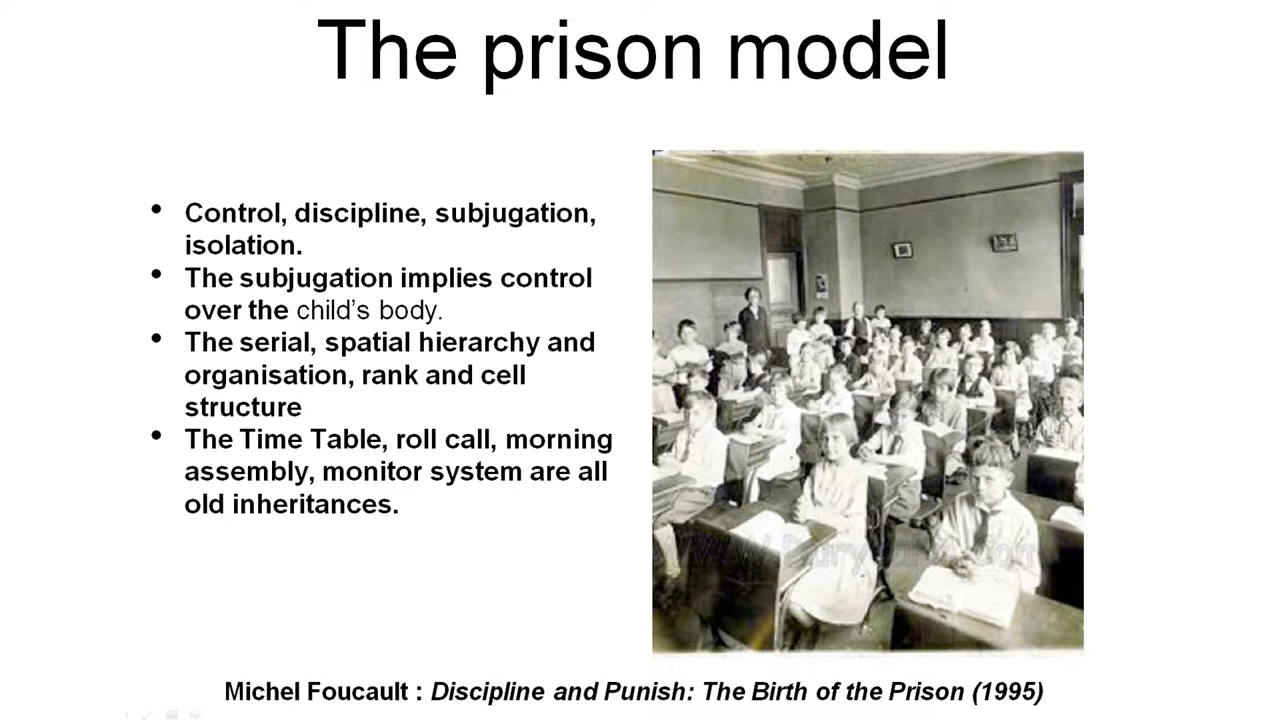 The prison model
• Control, discipline, subjugation,
isolation.
• The subjugation implies control
over the child's body.
• The serial, spatial hierarchy and
organisation, rank and cell
structure
• The Time Table, roll call, morning
assembly, monitor system are all
old inheritances.
Michel Foucault : Discipline and Punish: The Birth of the Prison (1995)